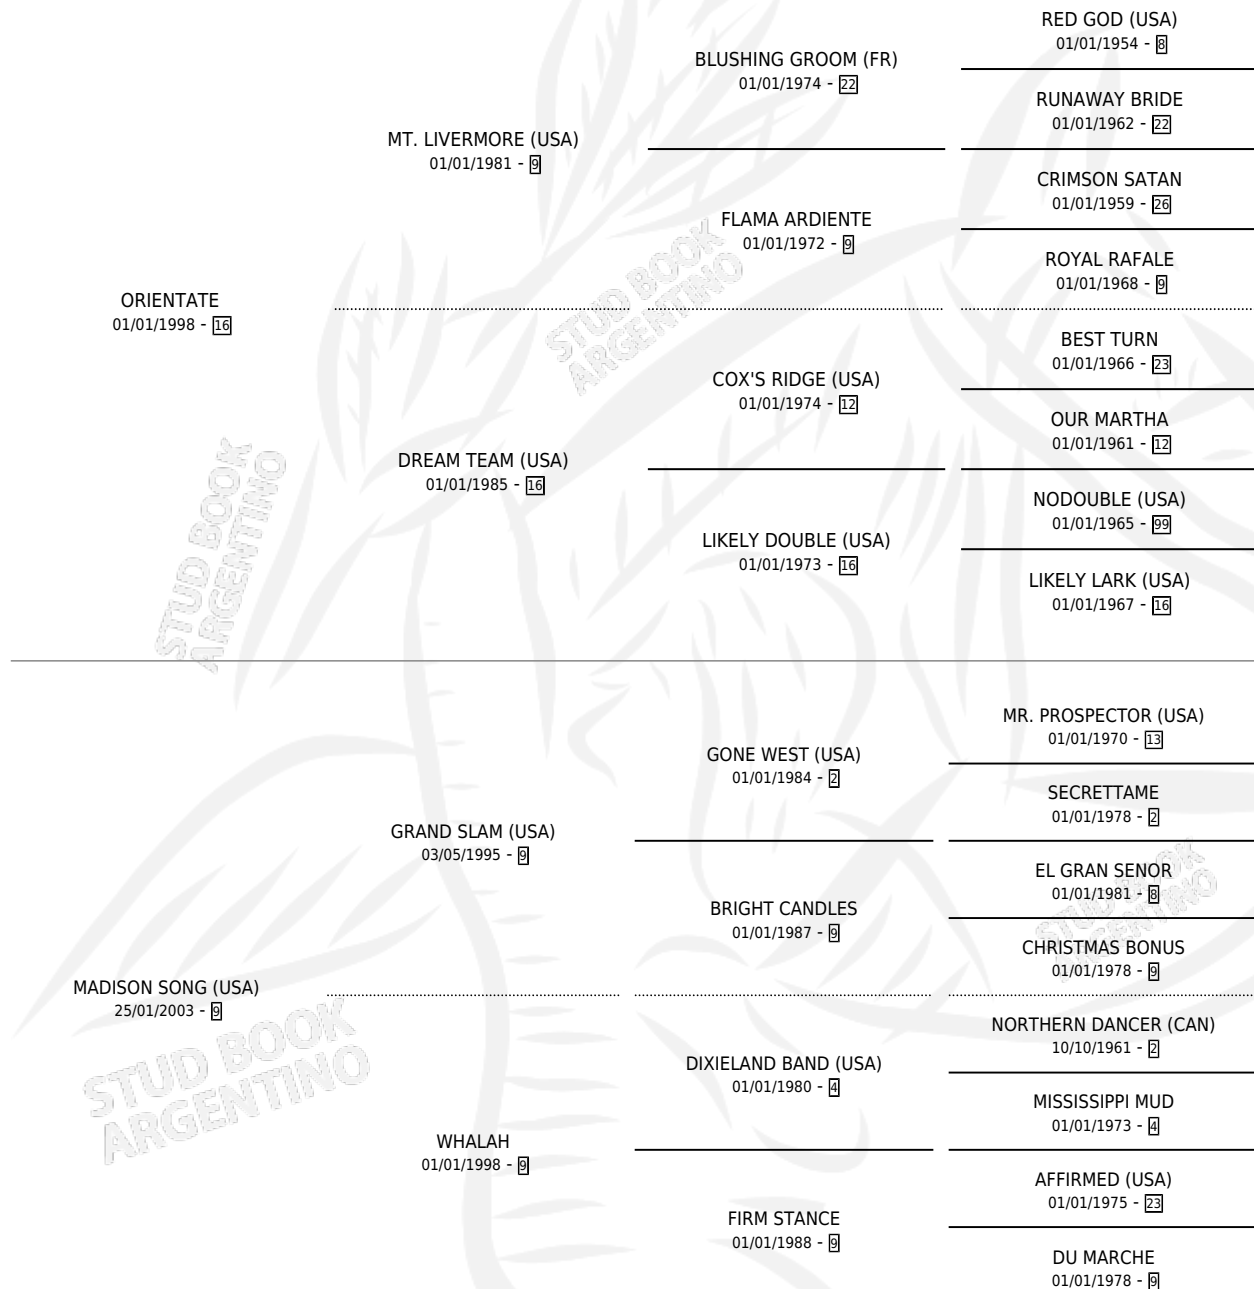 RED GOD (USA)
01/01/1954 - 8
BLUSHING GROOM (FR)
01/01/1974 - 22
RUNAWAY BRIDE
01/01/1962 - 22
MT. LIVERMORE (USA)
01/01/1981 - 9
CRIMSON SATAN
01/01/1959 - 26
FLAMA ARDIENTE
01/01/1972 - 9
ROYAL RAFALE
01/01/1968 - 9
ORIENTATE
01/01/1998 - 16
STUD BOOK
ARGENTINO
BEST TURN
01/01/1966 - 23
COX'S RIDGE (USA)
01/01/1974 - 12
OUR MARTHA
01/01/1961 - 12
DREAM TEAM (USA)
01/01/1985 - 16
NODOUBLE (USA)
01/01/1965 - 99
LIKELY DOUBLE (USA)
01/01/1973 - 16
LIKELY LARK (USA)
01/01/1967 - 16
STUD BOOK
ARGENTINO
MR. PROSPECTOR (USA)
01/01/1970 - 13
GONE WEST (USA)
01/01/1984 - 2
SECRETTAME
01/01/1978 - 2
GRAND SLAM (USA)
03/05/1995 - 9
EL GRAN SENOR
01/01/1981 - 8
BRIGHT CANDLES
01/01/1987 - 9
STUD BOOK
ARGENTINO
CHRISTMAS BONUS
01/01/1978 - 9
MADISON SONG (USA)
25/01/2003 - 9
NORTHERN DANCER (CAN)
10/10/1961 - 2
DIXIELAND BAND (USA)
01/01/1980 - 4
MISSISSIPPI MUD
01/01/1973 - 4
STUD BOOK
ARGENTINO
WHALAH
01/01/1998 - 9
AFFIRMED (USA)
01/01/1975 - 23
FIRM STANCE
01/01/1988 - 9
DU MARCHE
01/01/1978 - 9